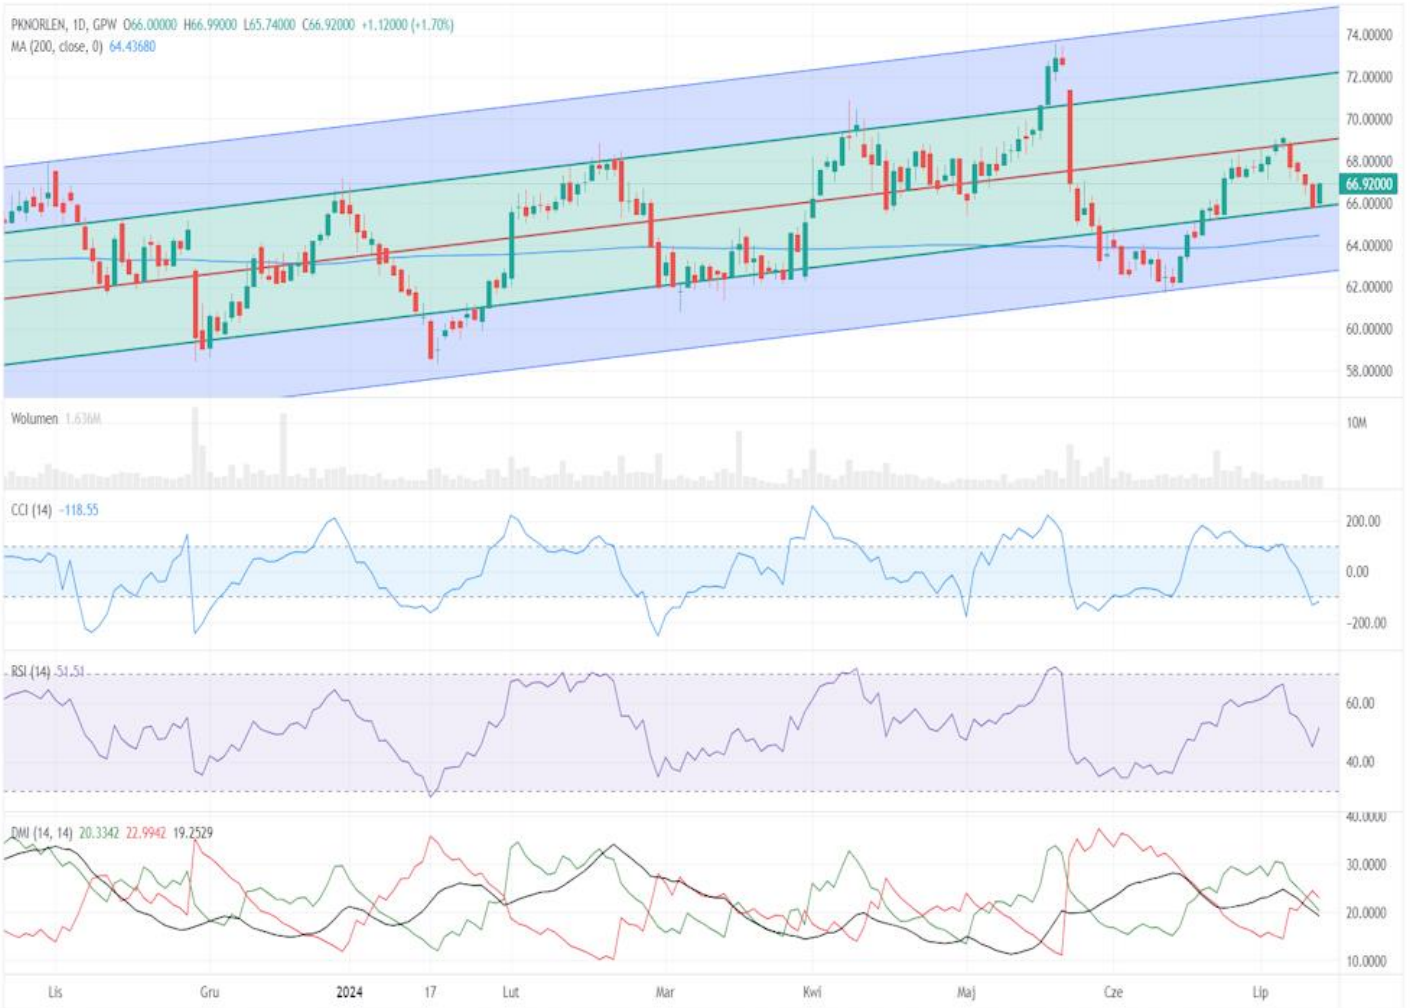 PKNORLEN, 1D, GPW O66.00000 H66.99000 L65.74000 C66.92000 +1.12000 (+1.70%)
MA (200, close, 0) 64.43680
74.00000
72.00000
70.00000
68.00000
66.92000
66.00000
64.00000
62.00000
60.00000
58.00000
Wolumen 1.636M
10M
CCI (14) −118.55
200.00
0.00
−200.00
RSI (14) 51.51
60.00
40.00
DMI (14, 14) 20.3342 22.9942 19.2529
40.0000
30.0000
20.0000
10.0000
Lis Gru 2024 17 Lut Mar Kwi Maj Cze Lip